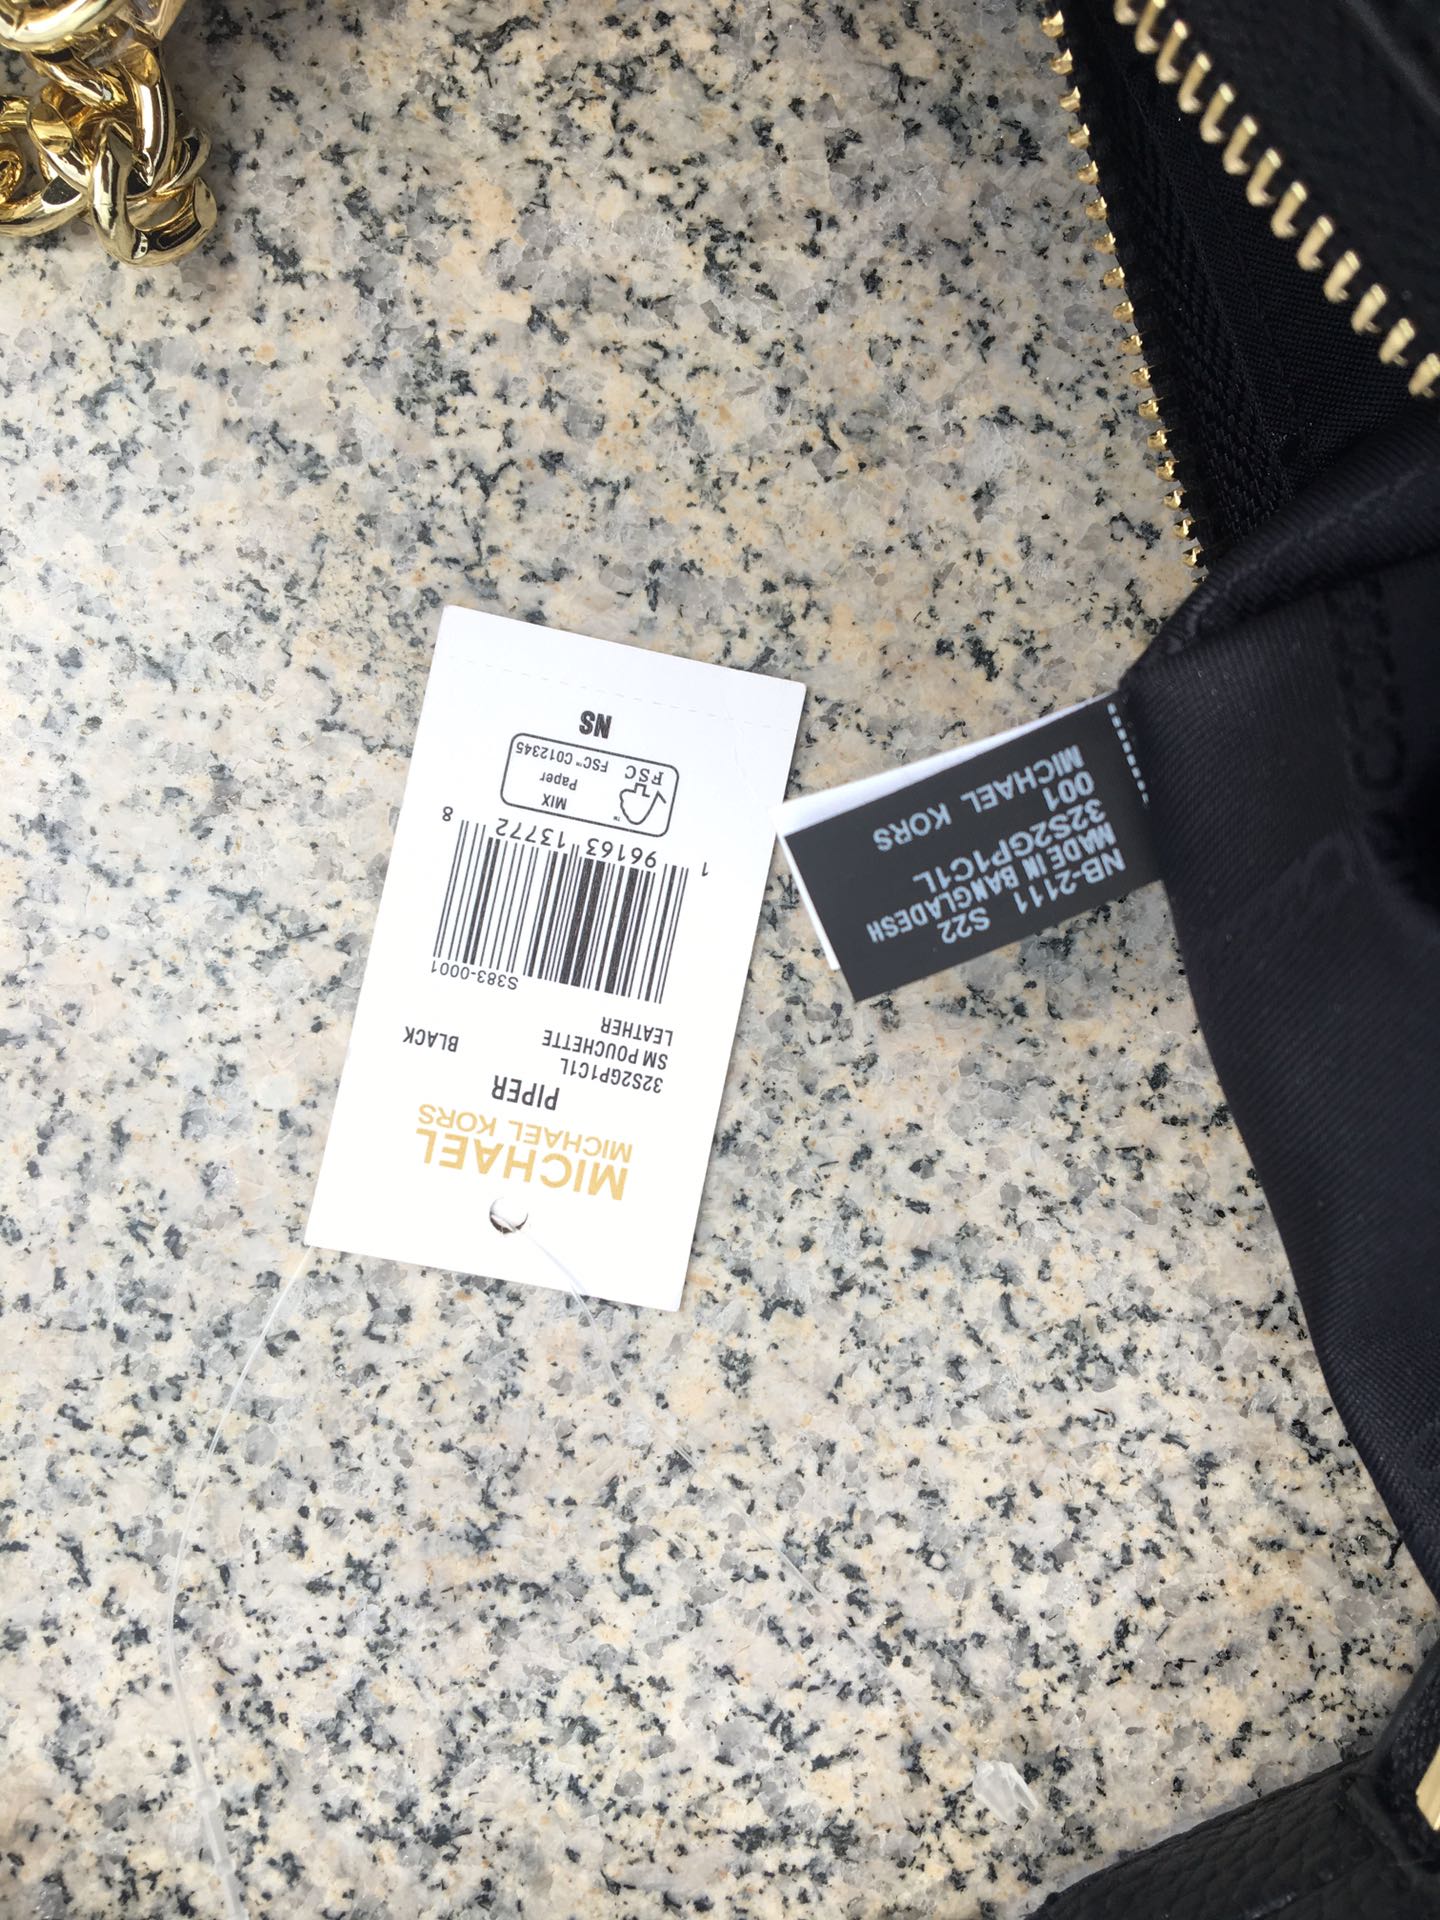 MICHAEL
MICHAEL KORS
PIPER
32S2GP1C1L
SM POUCHETTE BLACK
LEATHER
S383-0001
1 96163 13772 8
™
FSC
MIX
Paper
FSC™ C012345
NS
NB-2111 S22
MADE IN BANGLADESH
32S2GP1C1L
001
MICHAEL KORS